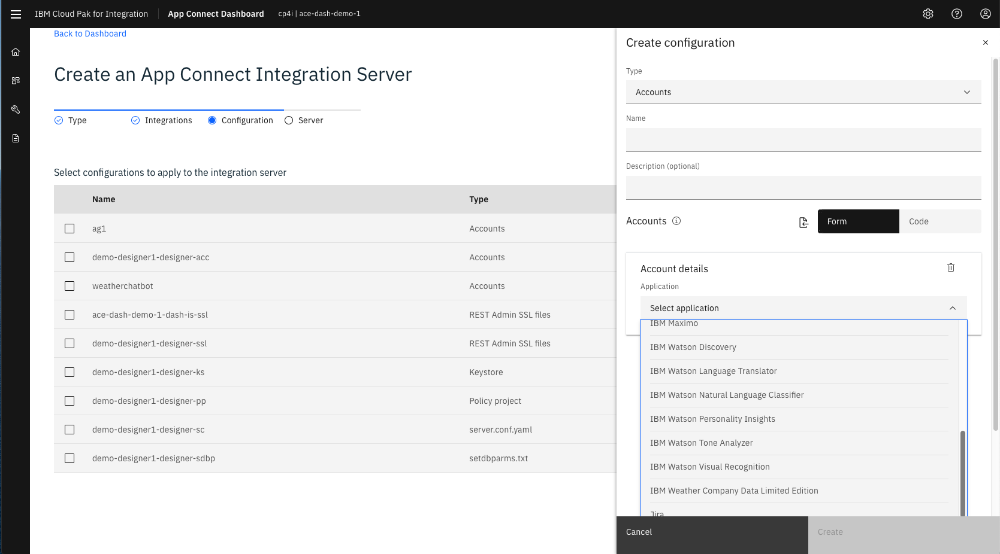 IBM Cloud Pak for Integration
App Connect Dashboard
cp4i | ace-dash-demo-1
Back to Dashboard
Create an App Connect Integration Server
Type
Integrations
Configuration
Server
Select configurations to apply to the integration server
Name Type
ag1 Accounts
demo-designer1-designer-acc Accounts
weatherchatbot Accounts
ace-dash-demo-1-dash-is-ssl REST Admin SSL files
demo-designer1-designer-ssl REST Admin SSL files
demo-designer1-designer-ks Keystore
demo-designer1-designer-pp Policy project
demo-designer1-designer-sc server.conf.yaml
demo-designer1-designer-sdbp setdbparms.txt
Create configuration
Type
Accounts
Name
Description (optional)
Accounts
Form
Code
Account details
Application
Select application
IBM Maximo
IBM Watson Discovery
IBM Watson Language Translator
IBM Watson Natural Language Classifier
IBM Watson Personality Insights
IBM Watson Tone Analyzer
IBM Watson Visual Recognition
IBM Weather Company Data Limited Edition
Jira
Cancel
Create